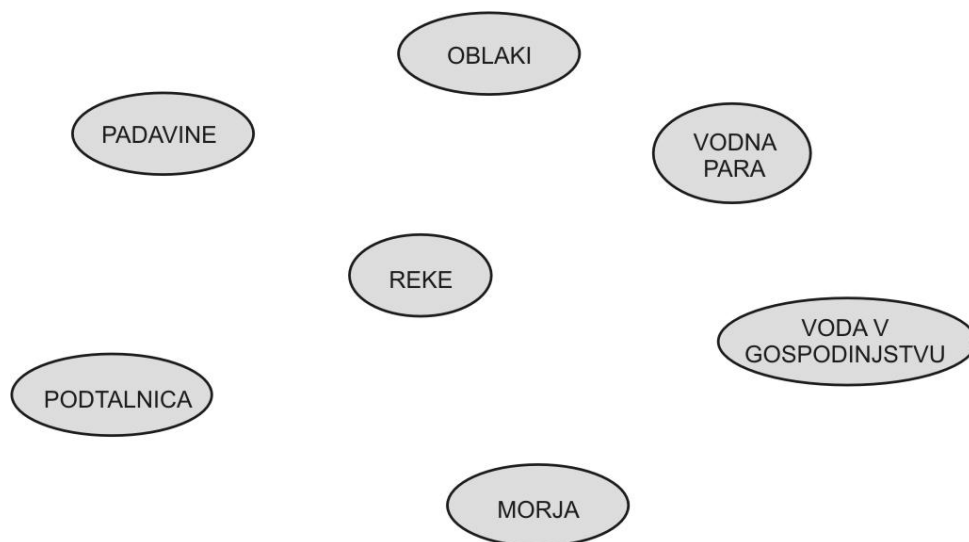 OBLAKI
PADAVINE
VODNA
PARA
REKE
VODA V
GOSPODINJSTVU
PODTALNICA
MORJA